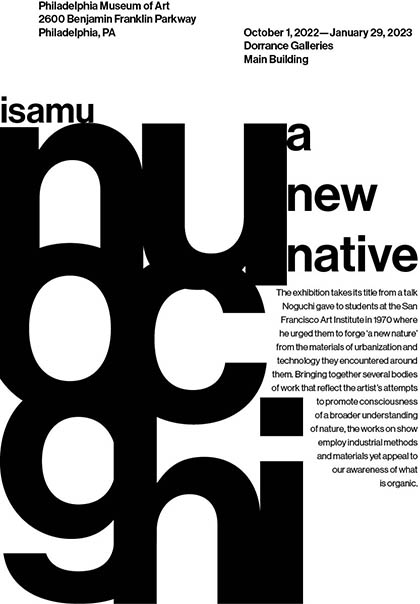 Philadelphia Museum of Art
2600 Benjamin Franklin Parkway
Philadelphia, PA
October 1, 2022—January 29, 2023
Dorrance Galleries
Main Building
isamu
nu
oc
ghi
a
new
native
The exhibition takes its title from a talk
Noguchi gave to students at the San
Francisco Art Institute in 1970 where
he urged them to forge ‘a new nature’
from the materials of urbanization and
technology they encountered around
them. Bringing together several bodies
of work that reflect the artist’s attempts
to promote consciousness
of a broader understanding
of nature, the works on show
employ industrial methods
and materials yet appeal to
our awareness of what
is organic.